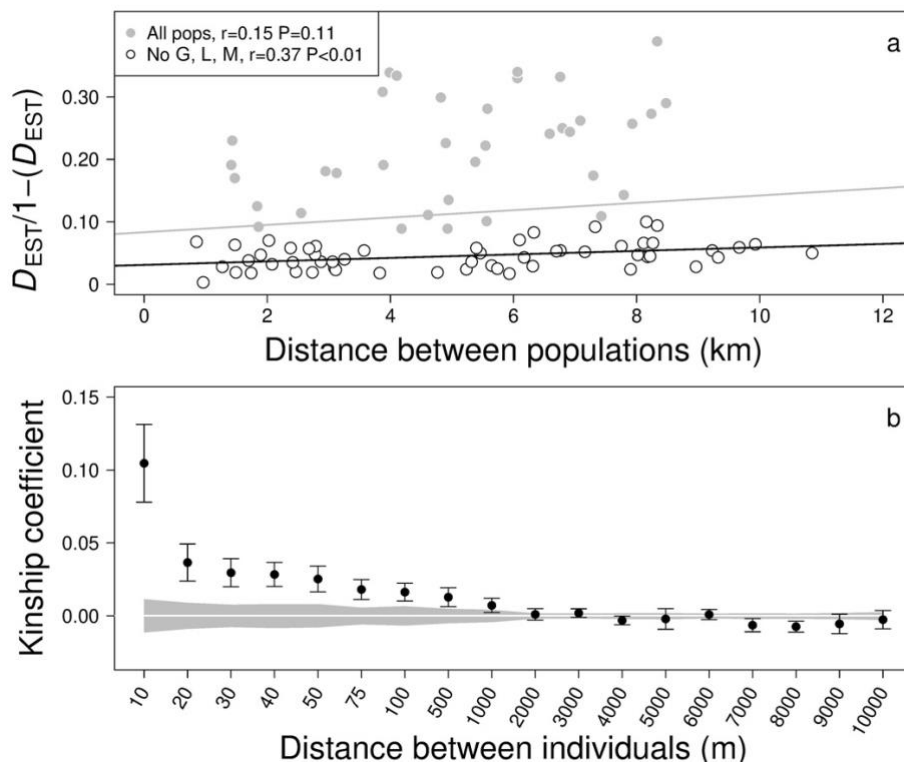 All pops, r=0.15 P=0.11
No G, L, M, r=0.37 P<0.01
a
0.30
0.20
0.10
0
D_EST/1−(D_EST)
0 2 4 6 8 10 12
Distance between populations (km)
b
0.15
0.10
0.05
0.00
Kinship coefficient
10 20 30 40 50 75 100 500 1000 2000 3000 4000 5000 6000 7000 8000 9000 10000
Distance between individuals (m)